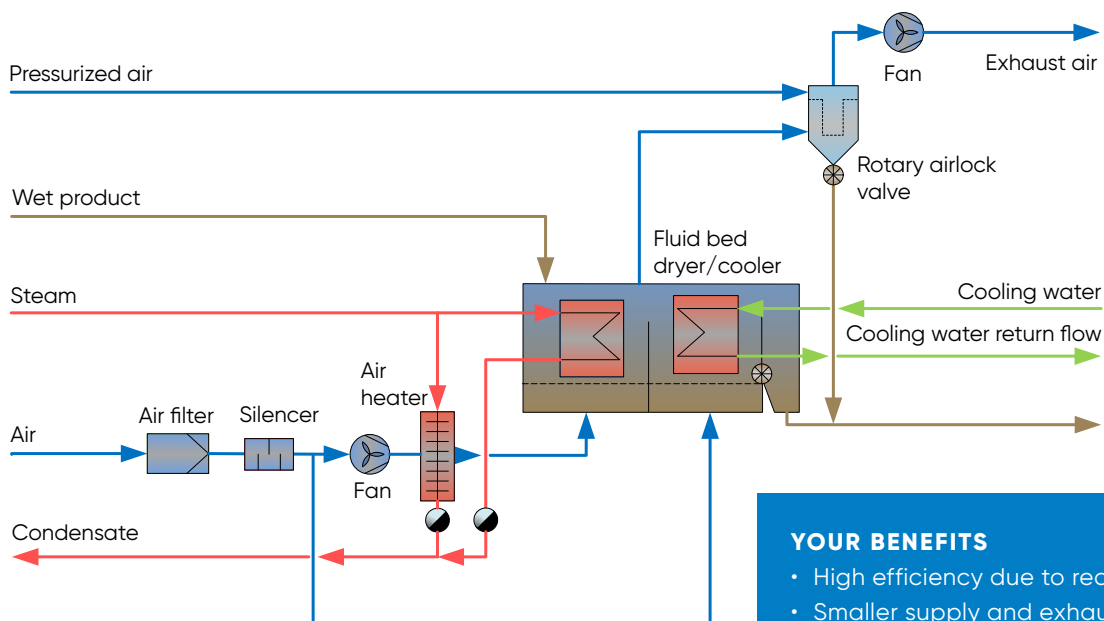 Fan
Exhaust air
Pressurized air
Rotary airlock
valve
Wet product
Fluid bed
dryer/cooler
Steam
Cooling water
Cooling water return flow
Air
heater
Air filter
Silencer
Air
Fan
Condensate
YOUR BENEFITS
• High efficiency due to
• Smaller supply and